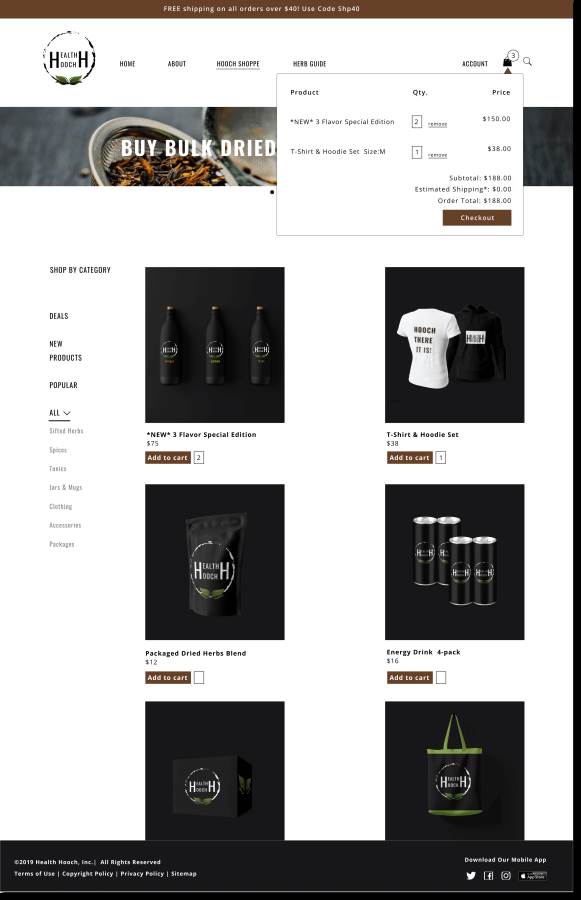 FREE shipping on all orders over $40! Use Code Shp40
HEALTH
HOOCH
HOME ABOUT HOOCH SHOPPE HERB GUIDE ACCOUNT 3
Product Qty. Price
*NEW* 3 Flavor Special Edition 2 remove $150.00
T-Shirt & Hoodie Set Size:M 1 remove $38.00
Subtotal: $188.00
Estimated Shipping*: $0.00
Order Total: $188.00
Checkout
BUY BULK DRIED
SHOP BY CATEGORY
DEALS
NEW
PRODUCTS
POPULAR
ALL
Sifted Herbs
Spices
Tonics
Jars & Mugs
Clothing
Accessories
Packages
HOOCH
THERE
IT IS!
*NEW* 3 Flavor Special Edition
$75
Add to cart 2
T-Shirt & Hoodie Set
$38
Add to cart 1
HEALTH
HOOCH
Packaged Dried Herbs Blend
$12
Add to cart
Energy Drink 4-pack
$16
Add to cart
HEALTH
HOOCH
HEALTH
HOOCH
©2019 Health Hooch, Inc.| All Rights Reserved
Terms of Use | Copyright Policy | Privacy Policy | Sitemap
Download Our Mobile App
App Store